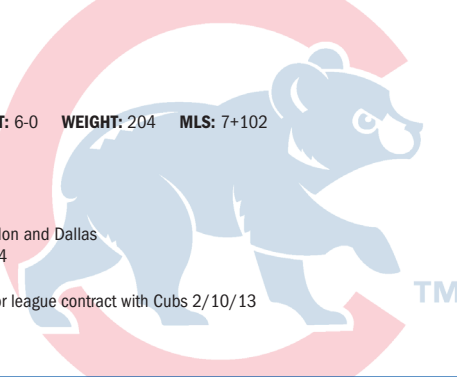 T: 6-0 WEIGHT: 204 MLS: 7+102
lon and Dallas
4
or league contract with Cubs 2/10/13
TM